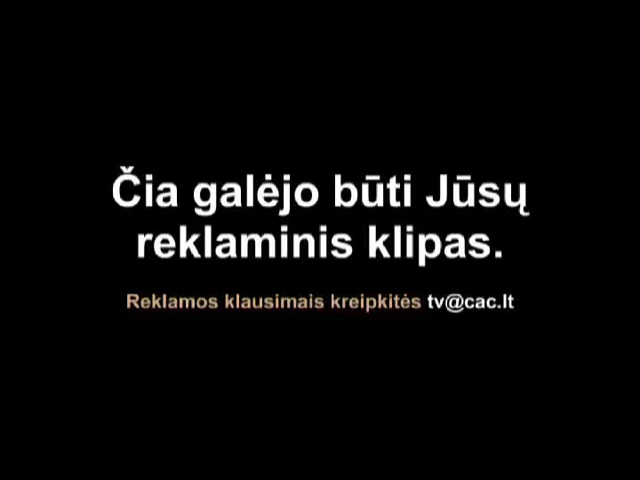 Čia galėjo būti Jūsų
reklaminis klipas.
Reklamos klausimais kreipkitės tv@cac.lt